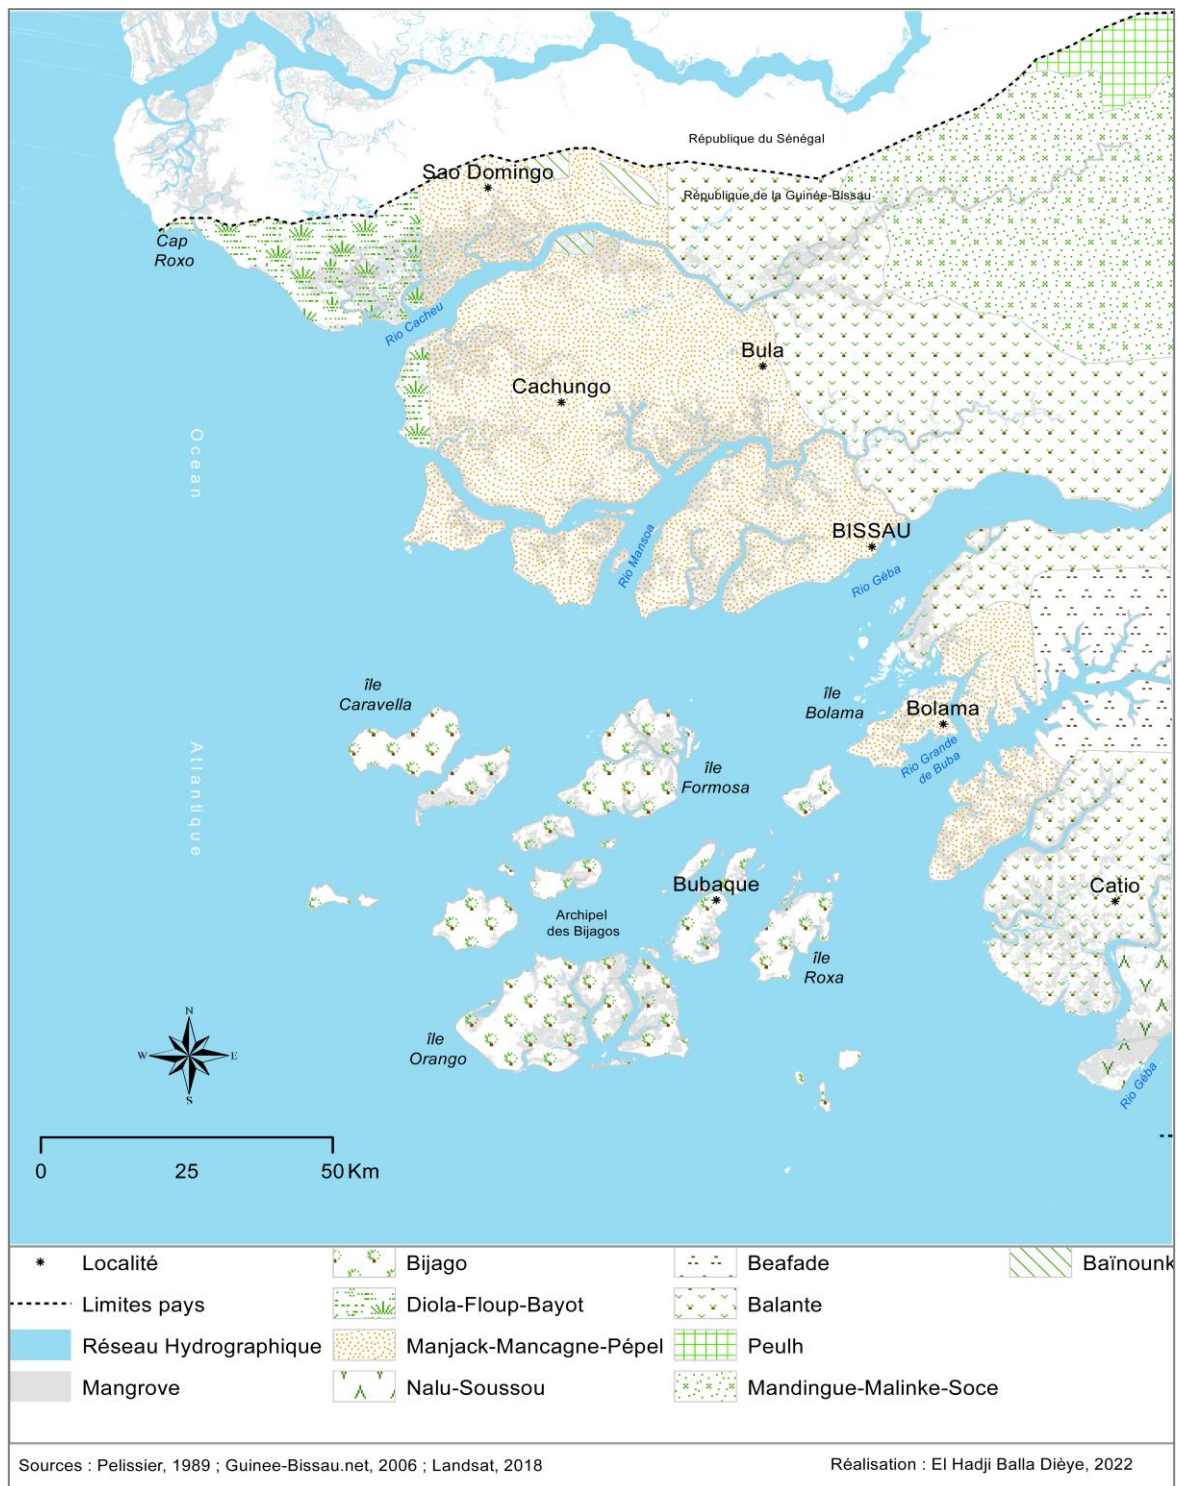 République du Sénégal
Sao Domingo
République de la Guinée-Bissau
Cap
Roxo
Rio Cacheu
Bula
Cachungo
Ocean
BISSAU
Rio Mansoa
Rio Géba
île
Caravella
île
Bolama
Bolama
Rio Grande
de Buba
Atlantique
île
Formosa
Bubaque
Catio
Archipel
des Bijagos
île
Roxa
île
Orango
N
W
E
S
Rio Géba
0 25 50 Km
Localité
Limites pays
Réseau Hydrographique
Mangrove
Bijago
Diola-Floup-Bayot
Manjack-Mancagne-Pépel
Nalu-Soussou
Beafade
Balante
Peulh
Mandingue-Malinke-Soce
Baïnounk
Sources : Pelissier, 1989 ; Guinee-Bissau.net, 2006 ; Landsat, 2018
Réalisation : El Hadji Balla Dièye, 2022